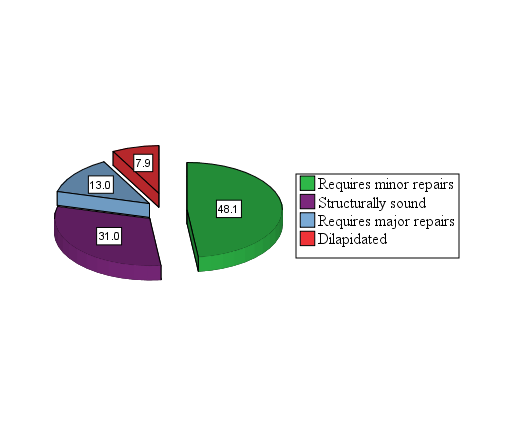 7.9
13.0
48.1
31.0
Requires minor repairs
Structurally sound
Requires major repairs
Dilapidated